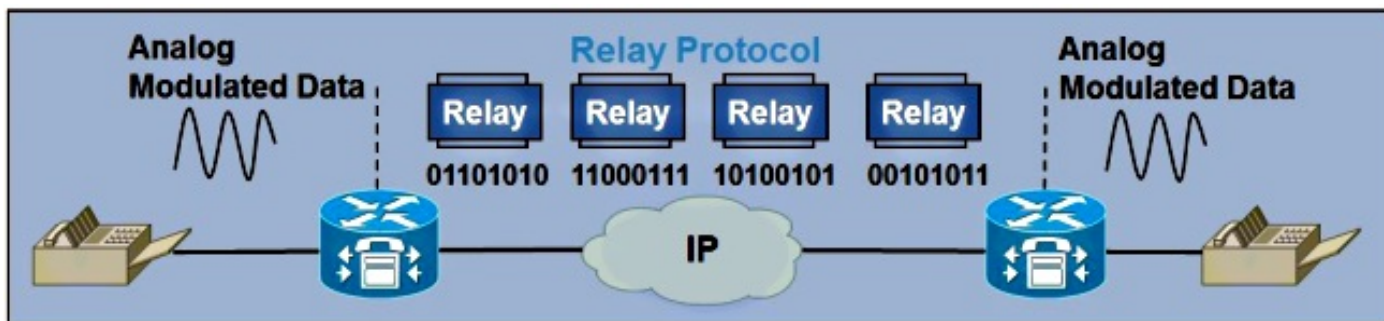 Analog
Modulated Data
Relay Protocol
Analog
Modulated Data
Relay Relay Relay Relay
01101010 11000111 10100101 00101011
IP